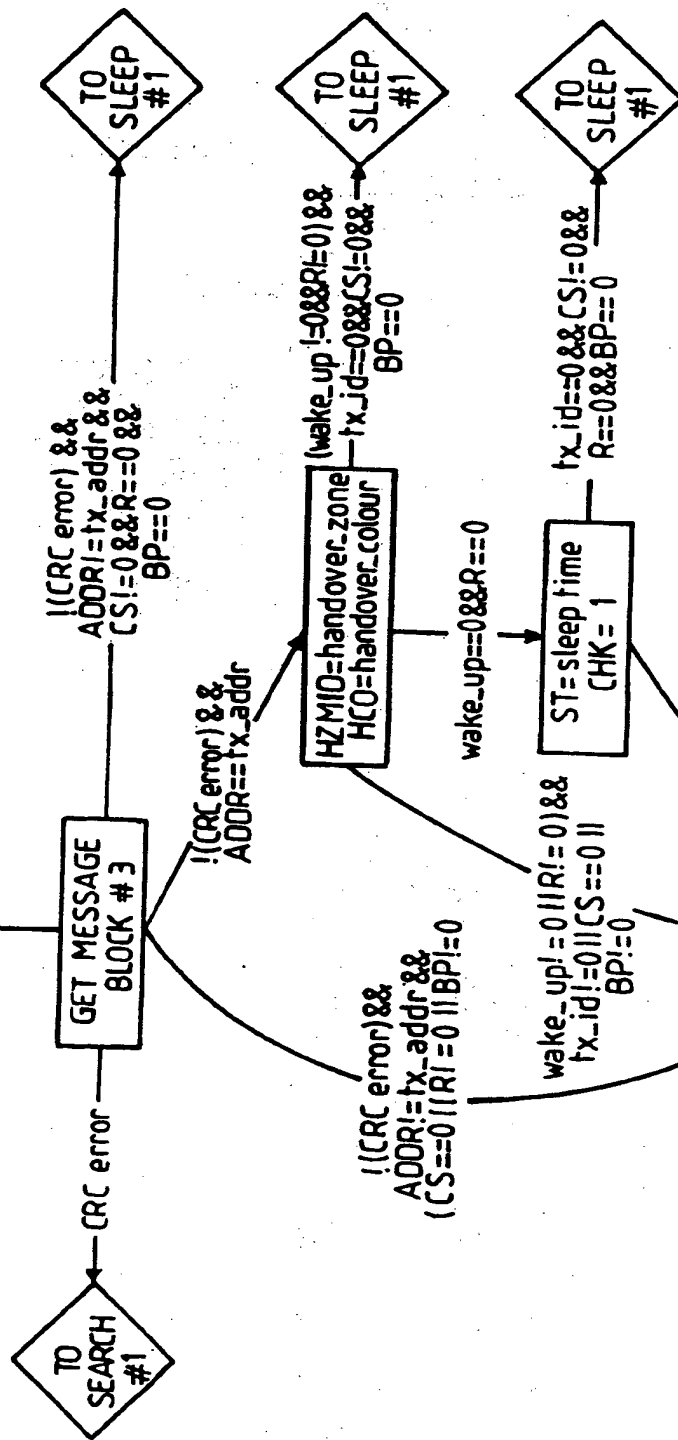 TO
SEARCH
#1
CRC error
GET MESSAGE
BLOCK #3
!(CRC error) &&
ADDR!=tx_addr &&
CS!=0&&R==0 &&
BP==0
TO
SLEEP
#1
!(CRC error)&&
ADDR==tx_addr
!(CRC error)&&
ADDR!=tx_addr &&
(CS==0||(R!=0||BP!=0
HZMID=handover_zone
HCO=handover_colour
(wake_up !=0&&R!=0)&&
tx_id==0&&CS!=0&&
BP==0
TO
SLEEP
#1
wake_up==0&&R==0
wake_up!=0||R!=0)&&
tx_id!=0||CS==0||
BP!=0
ST=sleep time
CHK=1
tx_id==0&&CS!=0&&
R==0&&BP==0
TO
SLEEP
#1